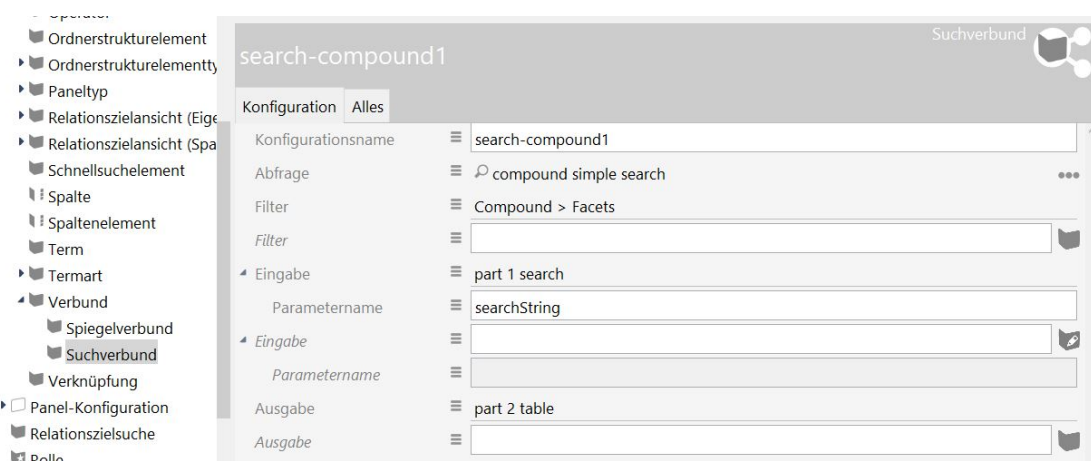 Ordnerstrukturelement
Ordnerstrukturelementty
Paneltyp
Relationszielansicht (Eige
Relationszielansicht (Spa
Schnellsuchelement
Spalte
Spaltenelement
Term
Termart
Verbund
Spiegelverbund
Suchverbund
Verknüpfung
Panel-Konfiguration
Relationszielsuche
Rolle
Suchverbund
search-compound1
Konfiguration Alles
Konfigurationsname search-compound1
Abfrage compound simple search
Filter Compound > Facets
Filter
Eingabe part 1 search
Parametername searchString
Eingabe
Parametername
Ausgabe part 2 table
Ausgabe